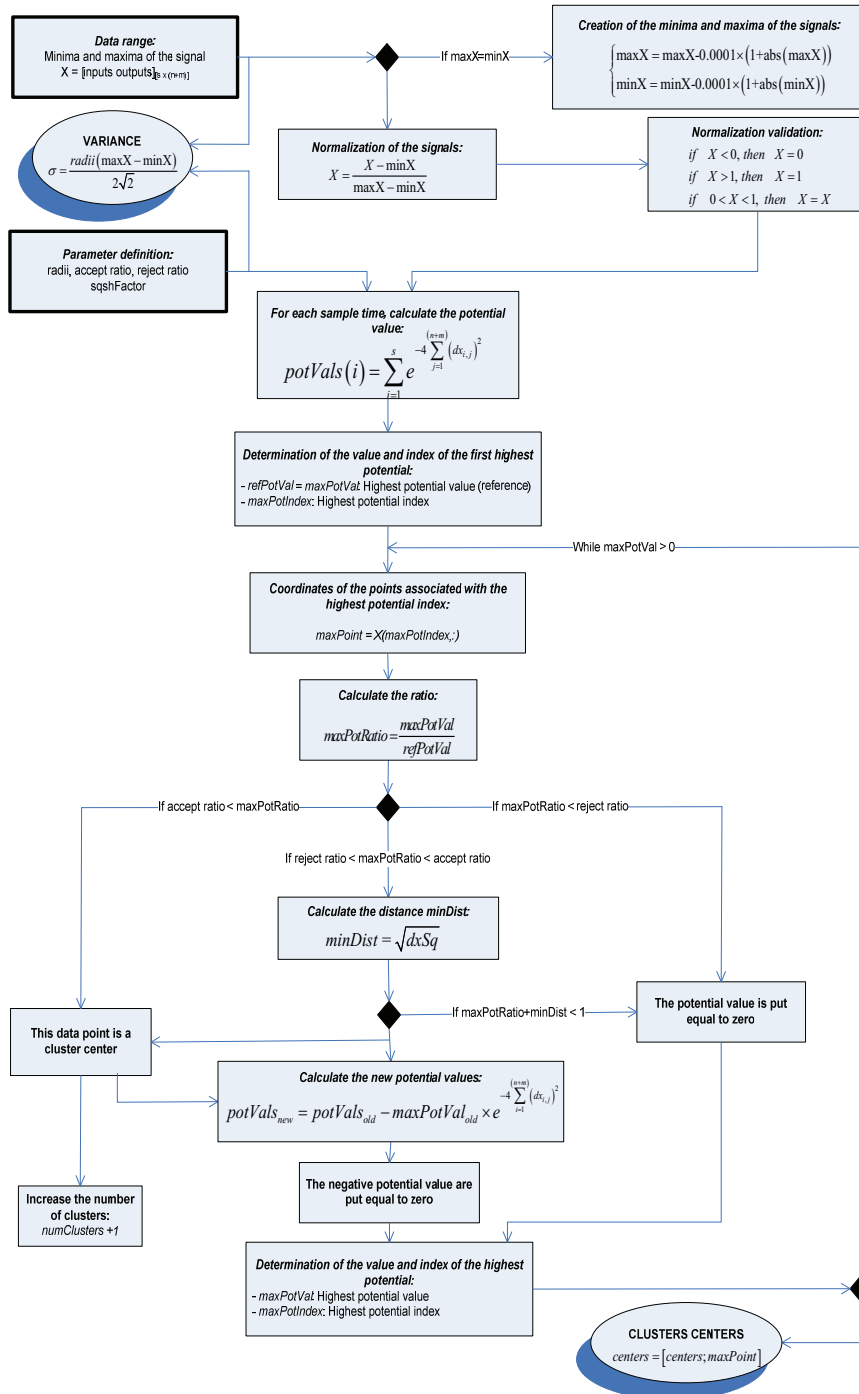 Data range:
Minima and maxima of the signal
X = [inputs outputs][s x (n+m)]
If maxX=minX
Creation of the minima and maxima of the signals:
{maxX = maxX-0.0001×(1+abs(maxX))
minX = minX-0.0001×(1+abs(minX))
VARIANCE
σ = radii(maxX − minX) / 2√2
Normalization of the signals:
X = X − minX / maxX − minX
Normalization validation:
if X < 0, then X = 0
if X > 1, then X = 1
if 0 < X < 1, then X = X
Parameter definition:
radii, accept ratio, reject ratio
sqshFactor
For each sample time, calculate the potential
value:
potVals(i) = ∑_{i=1}^{s} e^{-4∑_{j=1}^{(n+m)}(dx_{i,j})^2}
Determination of the value and index of the first highest
potential:
- refPotVal = maxPotVal: Highest potential value (reference)
- maxPotIndex: Highest potential index
While maxPotVal > 0
Coordinates of the points associated with the
highest potential index:
maxPoint = X(maxPotIndex,:)
Calculate the ratio:
maxPotRatio = maxPotVal / refPotVal
If accept ratio < maxPotRatio
If maxPotRatio < reject ratio
If reject ratio < maxPotRatio < accept ratio
Calculate the distance minDist:
minDist = √dxSq
This data point is a
cluster center
If maxPotRatio+minDist < 1
The potential value is put
equal to zero
Calculate the new potential values:
potVals_{new} = potVals_{old} − maxPotVal_{old} × e^{-4∑_{i=1}^{(n+m)}(dx_{i,j})^2}
Increase the number
of clusters:
numClusters +1
The negative potential value are
put equal to zero
Determination of the value and index of the highest
potential:
- maxPotVal: Highest potential value
- maxPotIndex: Highest potential index
CLUSTERS CENTERS
centers = [centers; maxPoint]